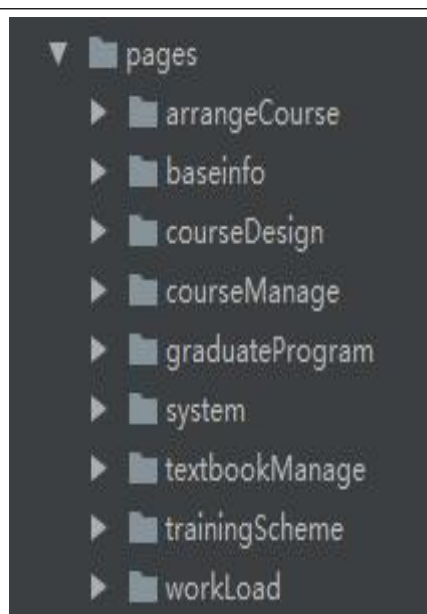 pages
arrangeCourse
baseinfo
courseDesign
courseManage
graduateProgram
system
textbookManage
trainingScheme
workLoad